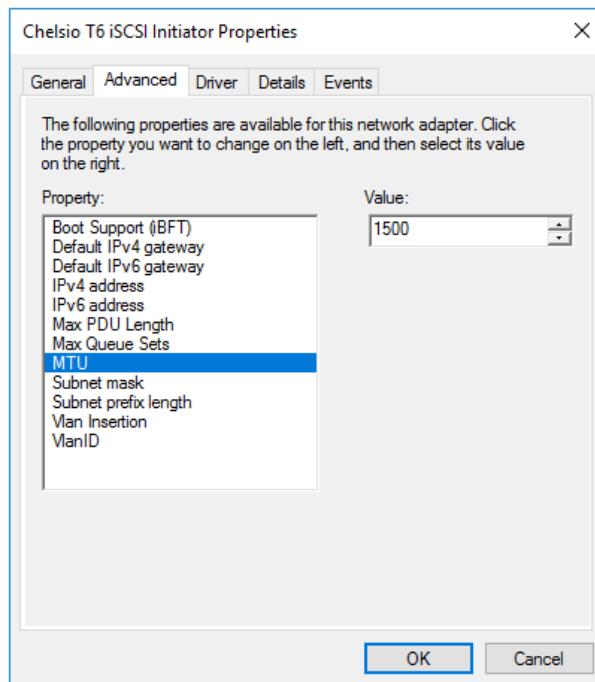 Chelsio T6 iSCSI Initiator Properties
General Advanced Driver Details Events
The following properties are available for this network adapter. Click
the property you want to change on the left, and then select its value
on the right.
Property:
Value:
Boot Support (iBFT)
Default IPv4 gateway
Default IPv6 gateway
IPv4 address
IPv6 address
Max PDU Length
Max Queue Sets
MTU
Subnet mask
Subnet prefix length
Vlan Insertion
VlanID
1500
OK Cancel